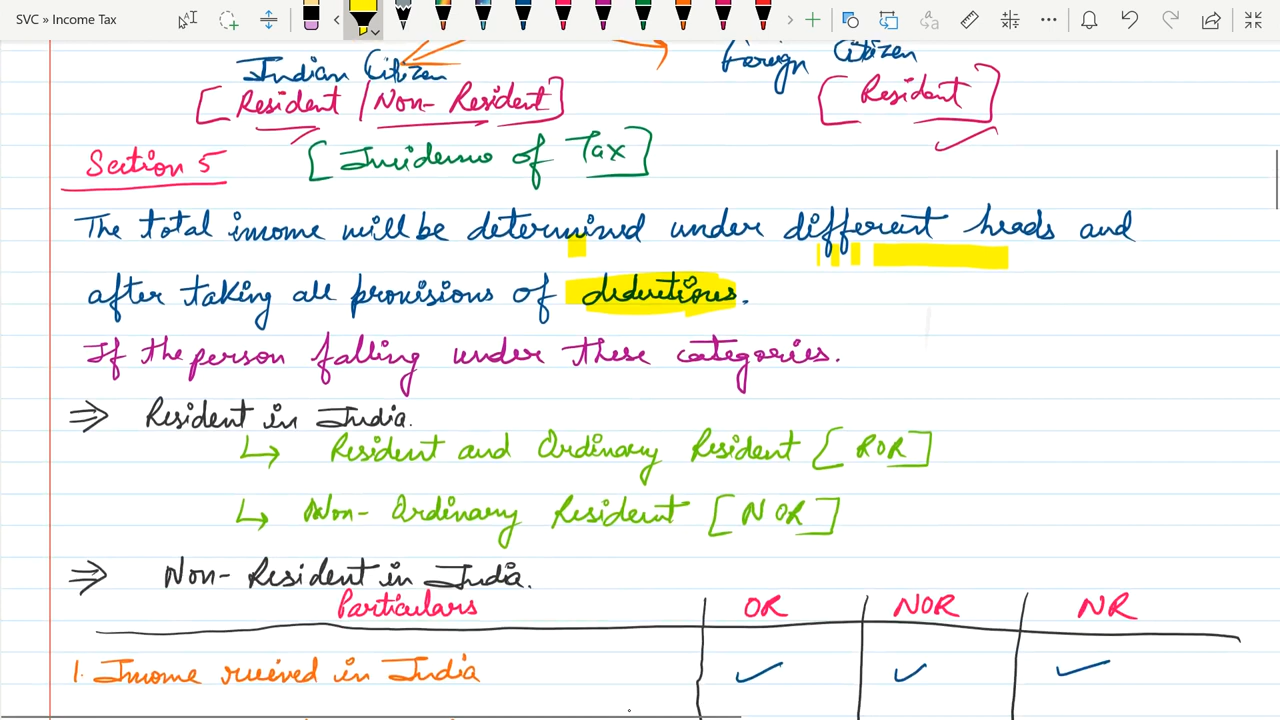 SVC » Income Tax
Indian Citizen
Foreign Citizen
[Resident / Non-Resident]
[Resident]
Section 5
[Incidence of Tax]
The total income will be determined under different heads and
after taking all provisions of deductions.
If the person falling under these categories.
⇒ Resident in India.
↳ Resident and Ordinary Resident [ROR]
↳ Non-Ordinary Resident [NOR]
⇒ Non-Resident in India.
Particulars OR NOR NR
1. Income recieved in India ✓ ✓ ✓